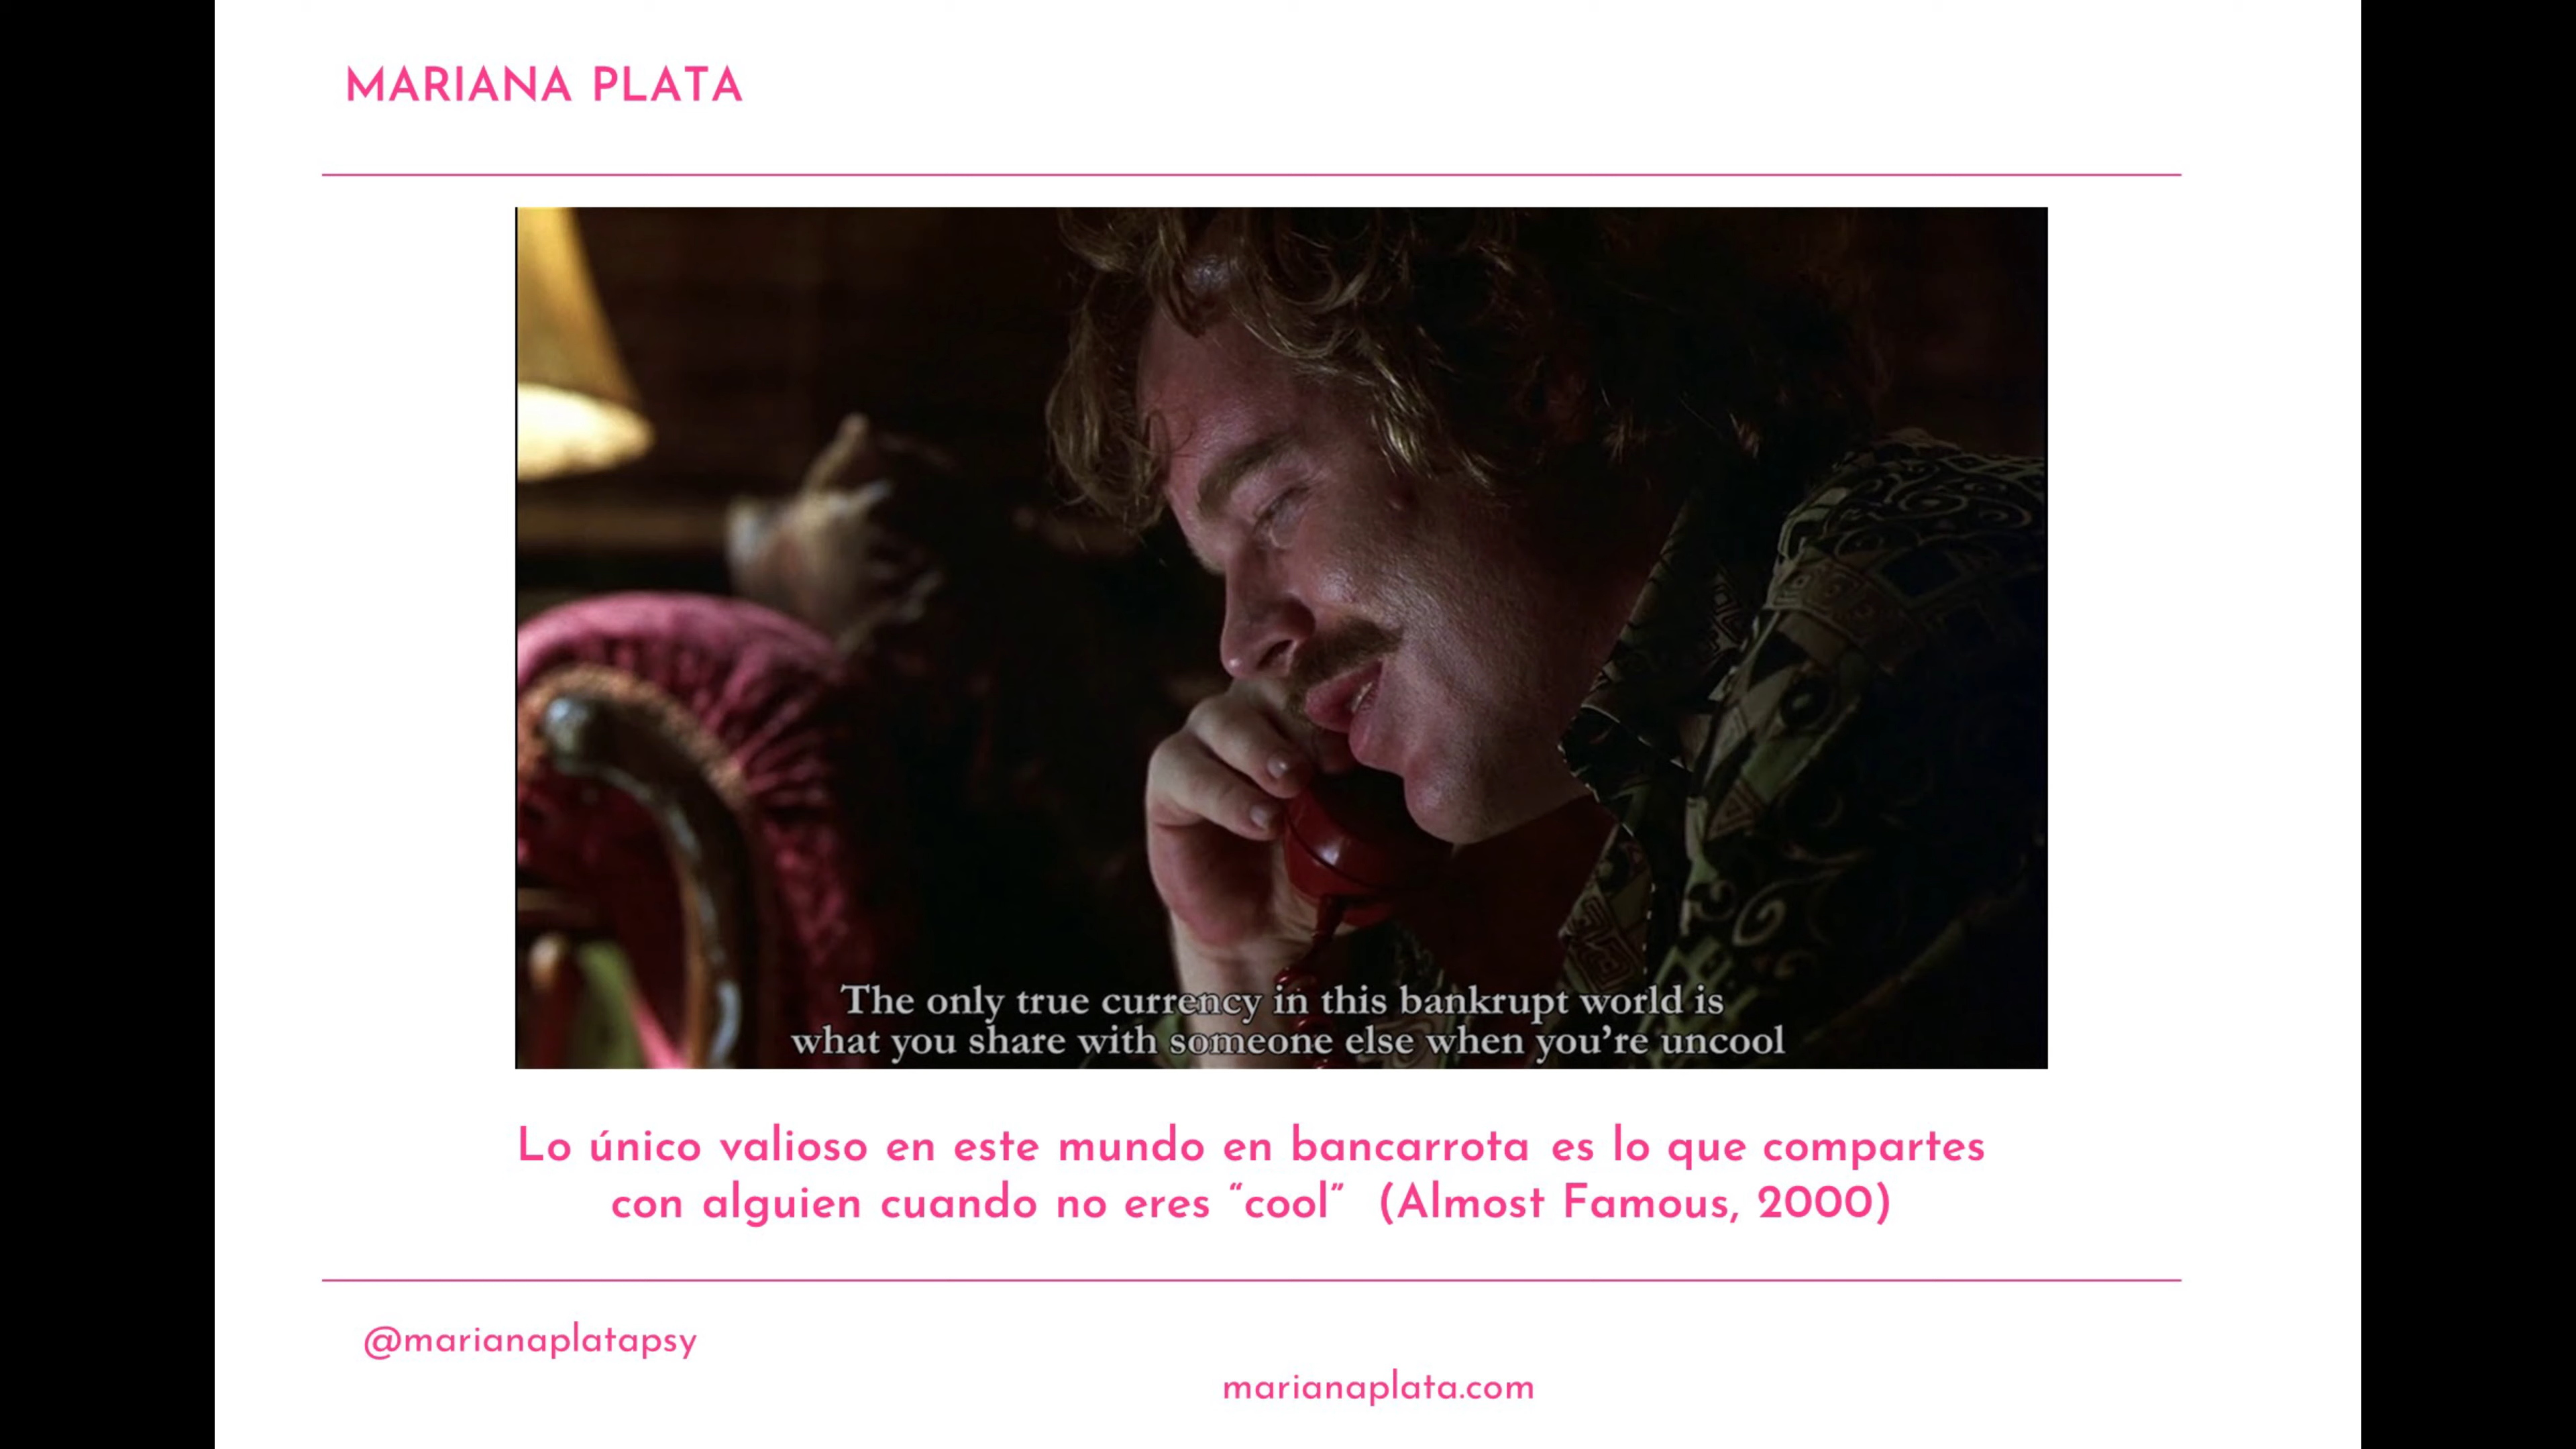 MARIANA PLATA
The only true currency in this bankrupt world is
what you share with someone else when you're uncool
Lo único valioso en este mundo en bancarrota es lo que compartes
con alguien cuando no eres “cool” (Almost Famous, 2000)
@marianaplatapsy
marianaplata.com